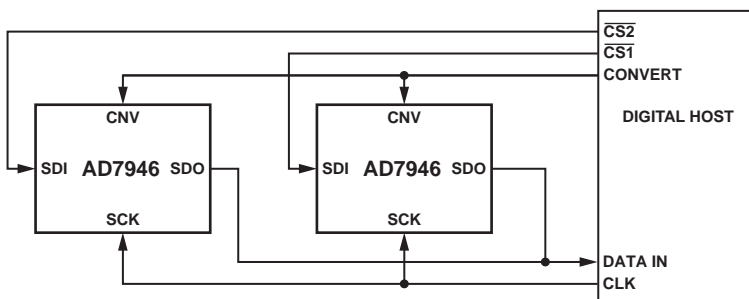 CS2
CS1
CONVERT
CNV
CNV
DIGITAL HOST
SDI AD7946 SDO
SDI AD7946 SDO
SCK
SCK
DATA IN
CLK